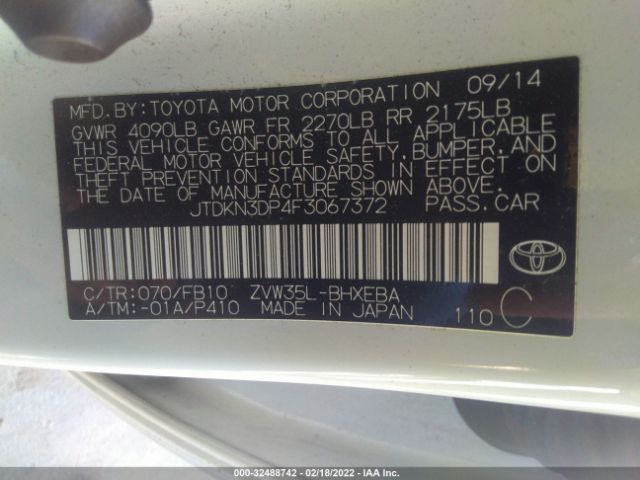 MFD.BY:TOYOTA MOTOR CORPORATION 09/14
GVWR 4090LB GAWR FR 2270LB RR 2175LB
THIS VEHICLE CONFORMS TO ALL APPLICABLE
FEDERAL MOTOR VEHICLE SAFETY,BUMPER,AND
THEFT PREVENTION STANDARDS IN EFFECT ON
THE DATE OF MANUFACTURE SHOWN ABOVE.
JTDKN3DP4F3067372 PASS.CAR
C/TR:070/FB10 ZVW35L-BHXEBA
A/TM:-01A/P410 MADE IN JAPAN 110 C
000-32488742 - 02/18/2022 - IAA Inc.